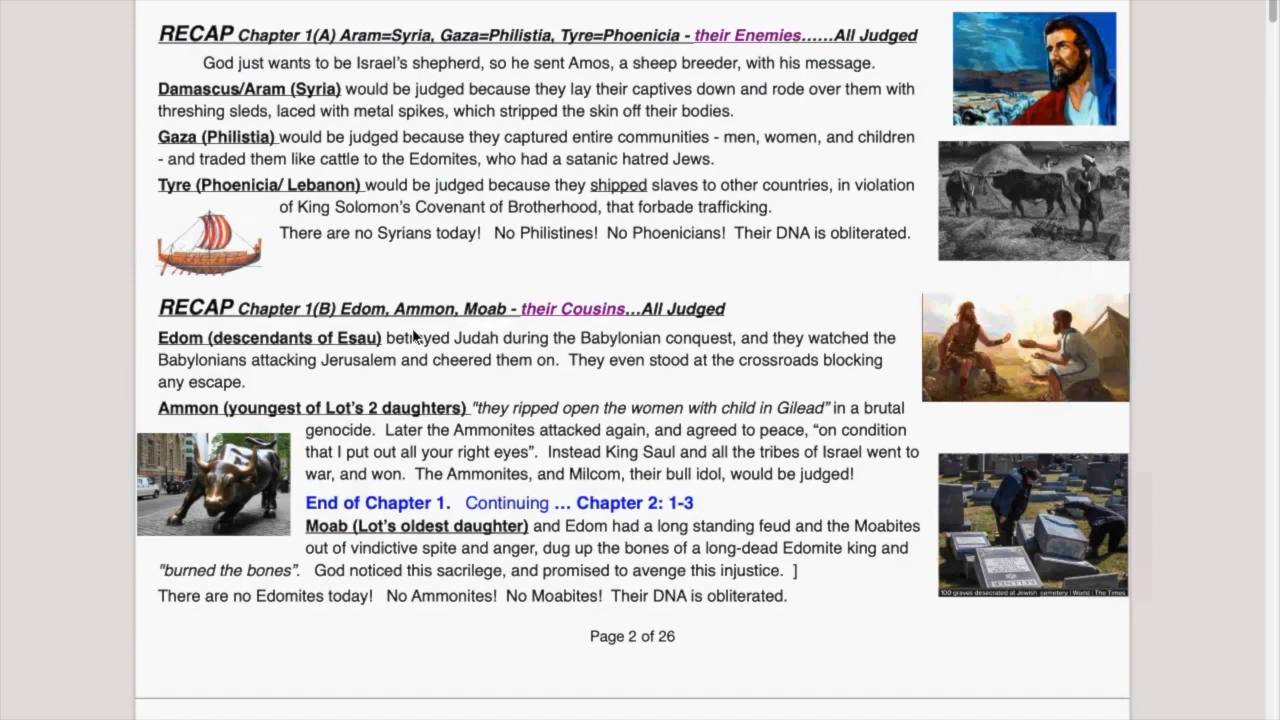 RECAP Chapter 1(A) Aram=Syria, Gaza=Philistia, Tyre=Phoenicia - their Enemies......All Judged
God just wants to be Israel's shepherd, so he sent Amos, a sheep breeder, with his message.
Damascus/Aram (Syria) would be judged because they lay their captives down and rode over them with
threshing sleds, laced with metal spikes, which stripped the skin off their bodies.
Gaza (Philistia) would be judged because they captured entire communities - men, women, and children
- and traded them like cattle to the Edomites, who had a satanic hatred Jews.
Tyre (Phoenicia/ Lebanon) would be judged because they shipped slaves to other countries, in violation
of King Solomon's Covenant of Brotherhood, that forbade trafficking.
There are no Syrians today! No Philistines! No Phoenicians! Their DNA is obliterated.
RECAP Chapter 1(B) Edom, Ammon, Moab - their Cousins...All Judged
Edom (descendants of Esau) betrayed Judah during the Babylonian conquest, and they watched the
Babylonians attacking Jerusalem and cheered them on. They even stood at the crossroads blocking
any escape.
Ammon (youngest of Lot's 2 daughters) "they ripped open the women with child in Gilead" in a brutal
genocide. Later the Ammonites attacked again, and agreed to peace, "on condition
that I put out all your right eyes". Instead King Saul and all the tribes of Israel went to
war, and won. The Ammonites, and Milcom, their bull idol, would be judged!
End of Chapter 1. Continuing ... Chapter 2: 1-3
Moab (Lot's oldest daughter) and Edom had a long standing feud and the Moabites
out of vindictive spite and anger, dug up the bones of a long-dead Edomite king and
"burned the bones". God noticed this sacrilege, and promised to avenge this injustice. ]
100 graves desecrated at Jewish cemetery | World | The Times
There are no Edomites today! No Ammonites! No Moabites! Their DNA is obliterated.
Page 2 of 26